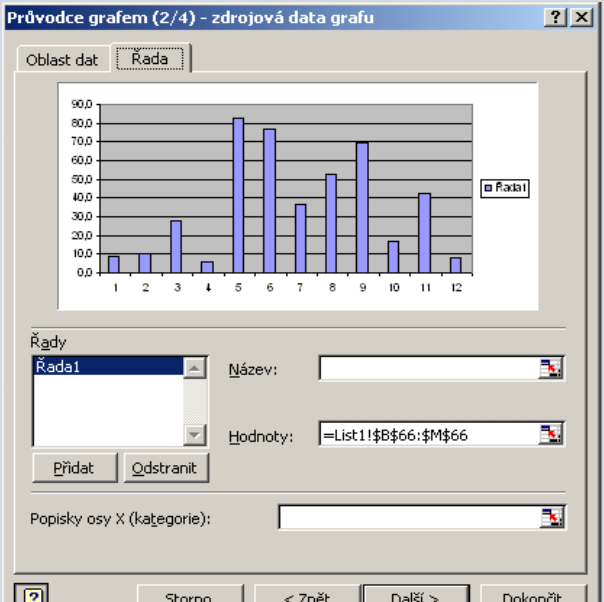 Průvodce grafem (2/4) - zdrojová data grafu
Oblast dat
Řada
90,0
80,0
70,0
60,0
50,0
40,0
30,0
20,0
10,0
0,0
1 2 3 4 5 6 7 8 9 10 11 12
Řada1
Řady
Řada1
Název:
Hodnoty: =List1!$B$66:$M$66
Přidat Odstranit
Popisky osy X (kategorie):
Storno < Zpět Další > Dokončit